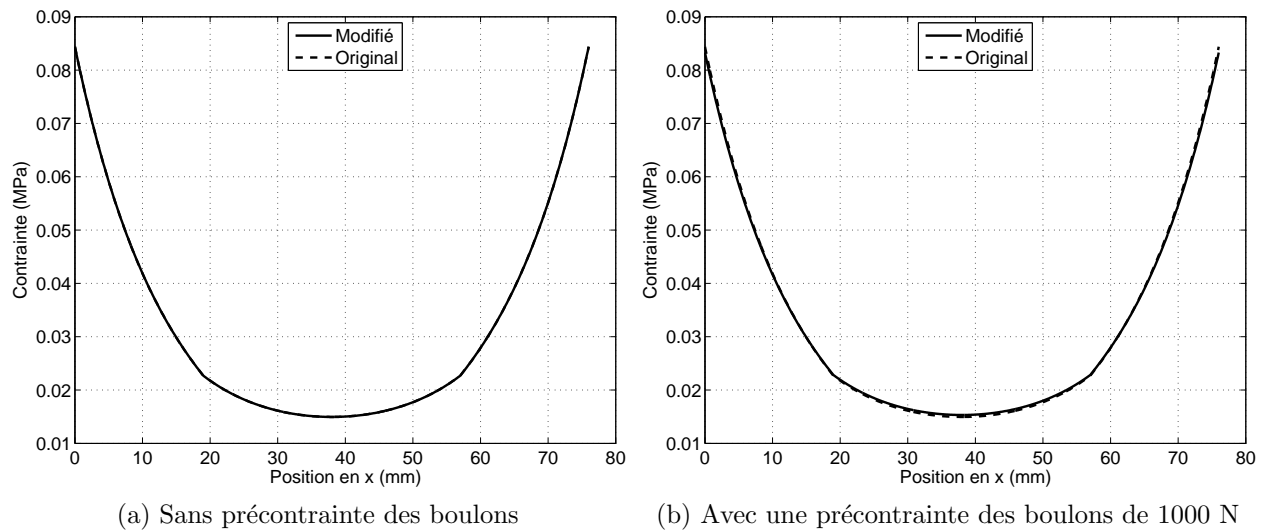 0.09
0.08
0.07
0.06
0.05
0.04
0.03
0.02
0.01
Contrainte (MPa)
Modifié
Original
0 10 20 30 40 50 60 70 80
Position en x (mm)
(a) Sans précontrainte des boulons
0.09
0.08
0.07
0.06
0.05
0.04
0.03
0.02
0.01
Contrainte (MPa)
Modifié
Original
0 10 20 30 40 50 60 70 80
Position en x (mm)
(b) Avec une précontrainte des boulons de 1000 N